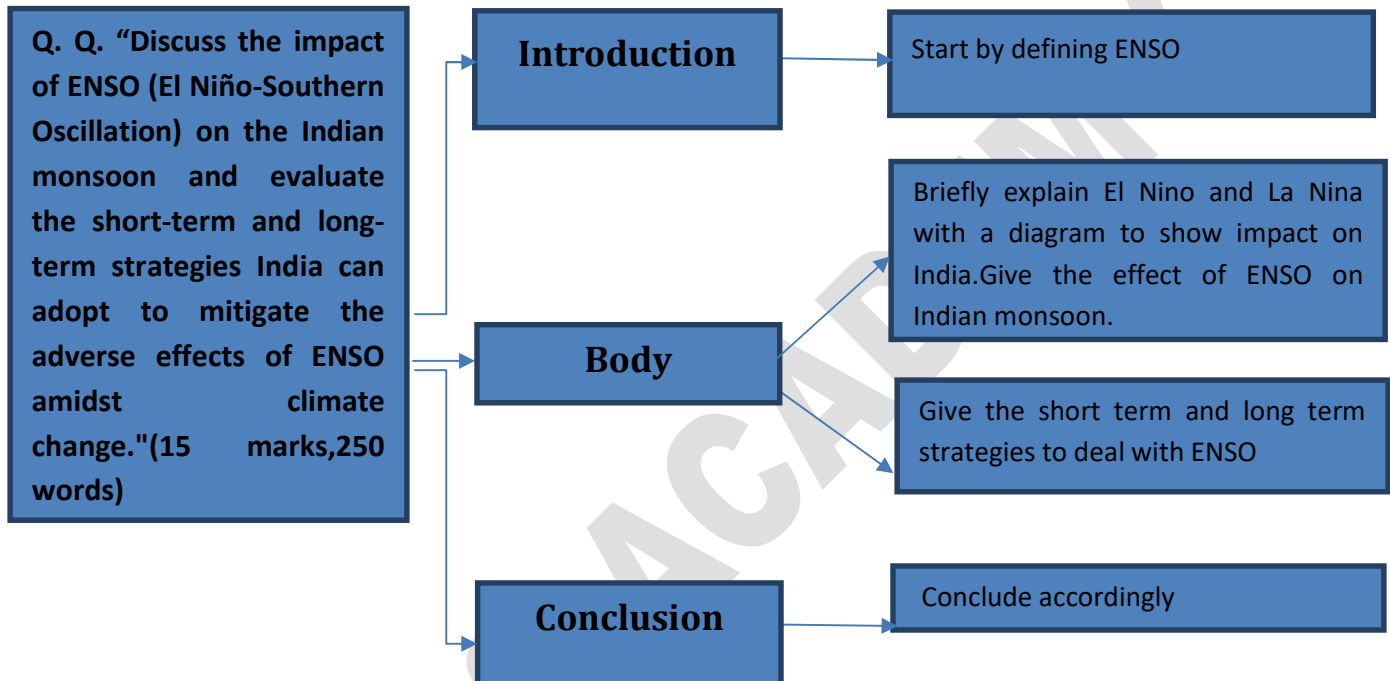 Q. Q. “Discuss the impact
of ENSO (El Niño-Southern
Oscillation) on the Indian
monsoon and evaluate
the short-term and long-
term strategies India can
adopt to mitigate the
adverse effects of ENSO
amidst climate
change."(15 marks,250
words)
Introduction
Start by defining ENSO
Body
Briefly explain El Nino and La Nina
with a diagram to show impact on
India.Give the effect of ENSO on
Indian monsoon.
Give the short term and long term
strategies to deal with ENSO
Conclusion
Conclude accordingly